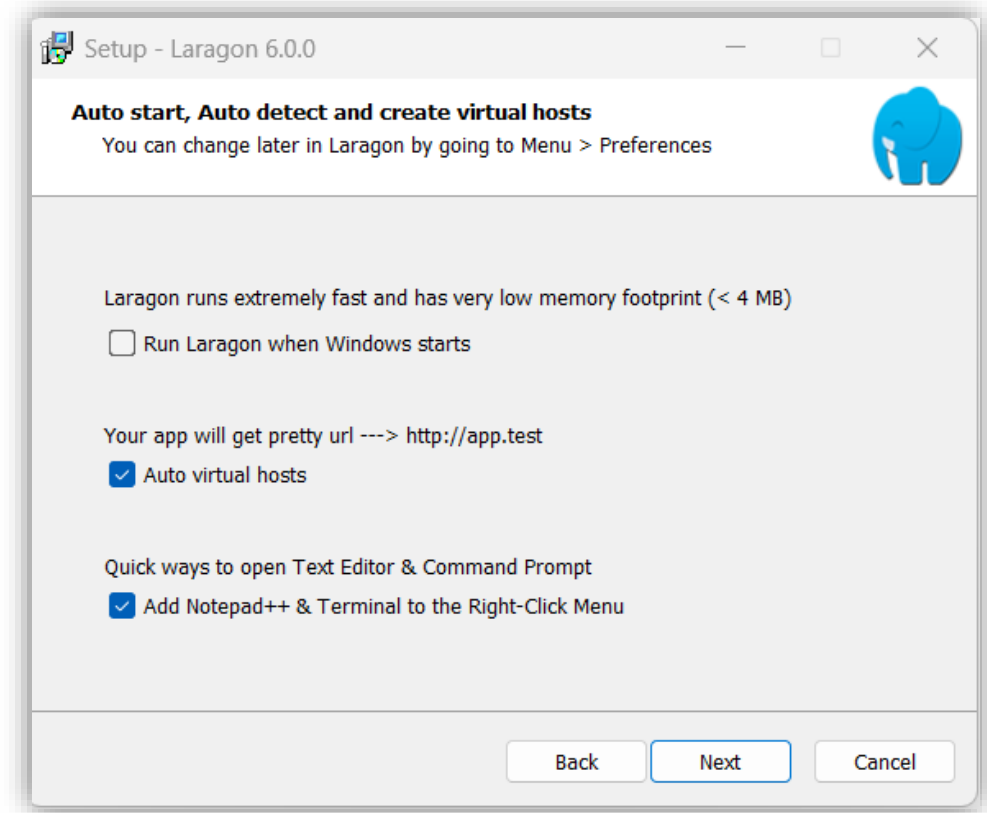 Setup - Laragon 6.0.0
Auto start, Auto detect and create virtual hosts
You can change later in Laragon by going to Menu > Preferences
Laragon runs extremely fast and has very low memory footprint (< 4 MB)
Run Laragon when Windows starts
Your app will get pretty url ---> http://app.test
Auto virtual hosts
Quick ways to open Text Editor & Command Prompt
Add Notepad++ & Terminal to the Right-Click Menu
Back Next Cancel